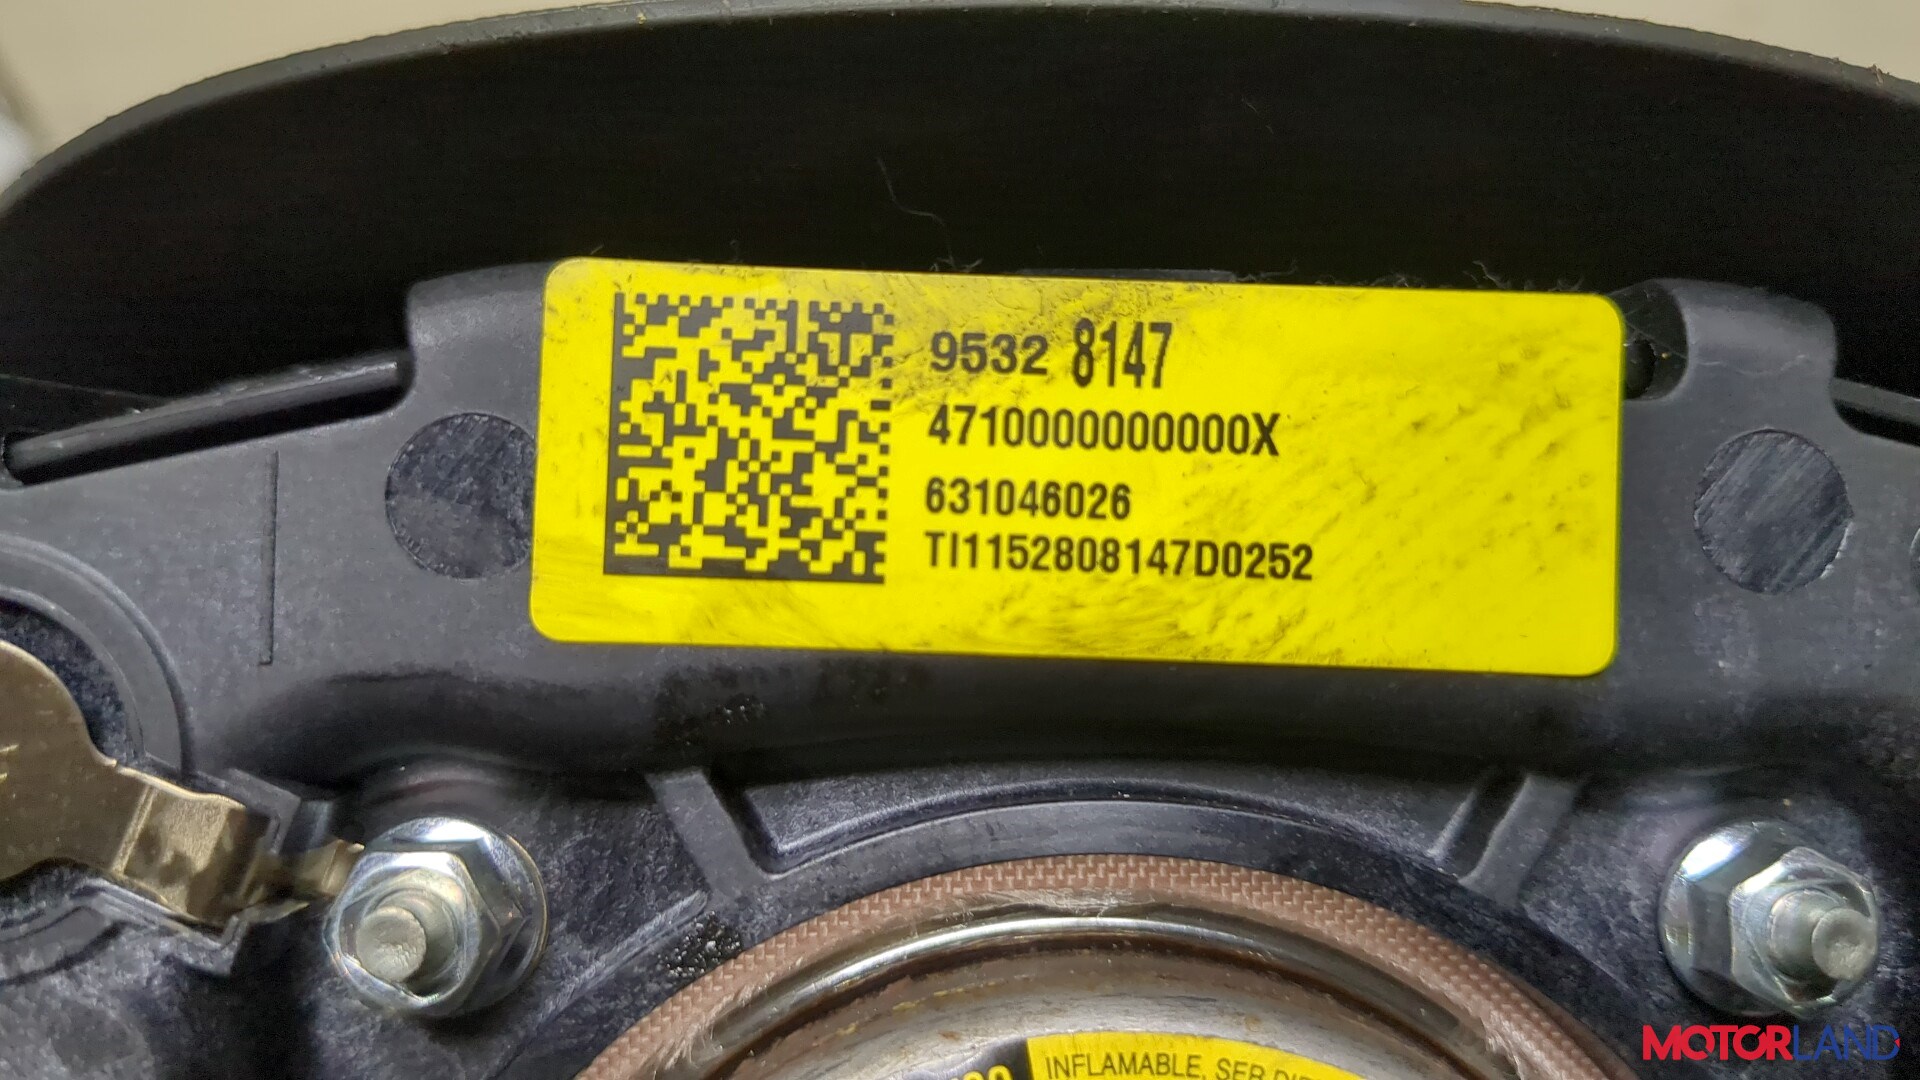 9532 8147
4710000000000X
631046026
TI1152808147D0252
INFLAMABLE, SER
MOTORLAND